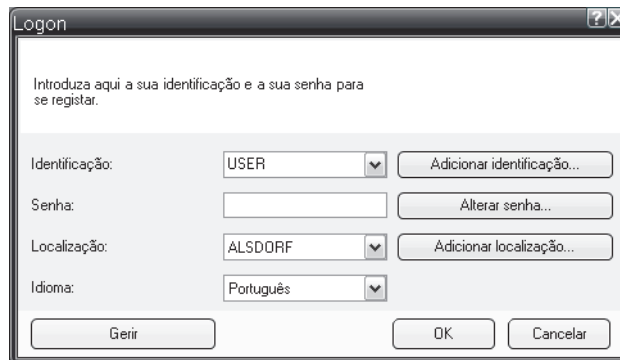 Logon
Introduza aqui a sua identificação e a sua senha para
se registar.
Identificação:
USER
Adicionar identificação...
Senha:
Alterar senha...
Localização:
ALSDORF
Adicionar localização...
Idioma:
Português
Gerir
OK
Cancelar